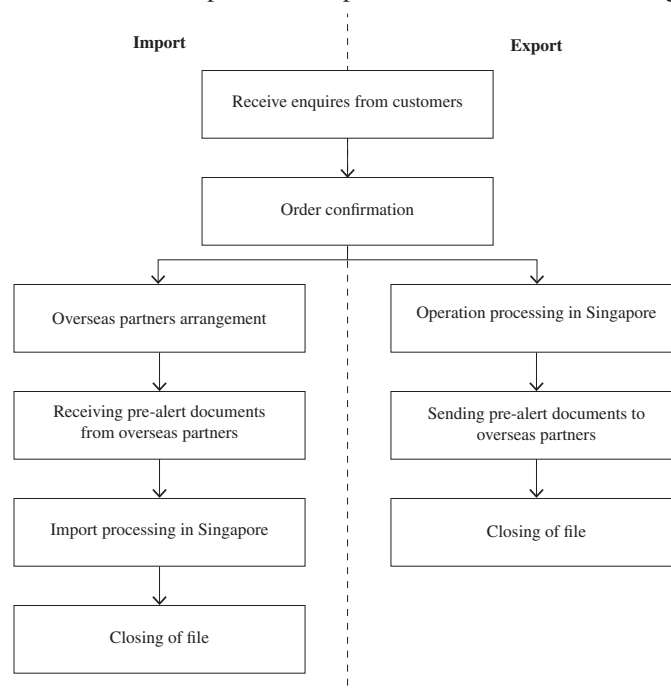 Import
Export
Receive enquires from customers
Order confirmation
Overseas partners arrangement
Operation processing in Singapore
Receiving pre-alert documents
from overseas partners
Sending pre-alert documents to
overseas partners
Import processing in Singapore
Closing of file
Closing of file